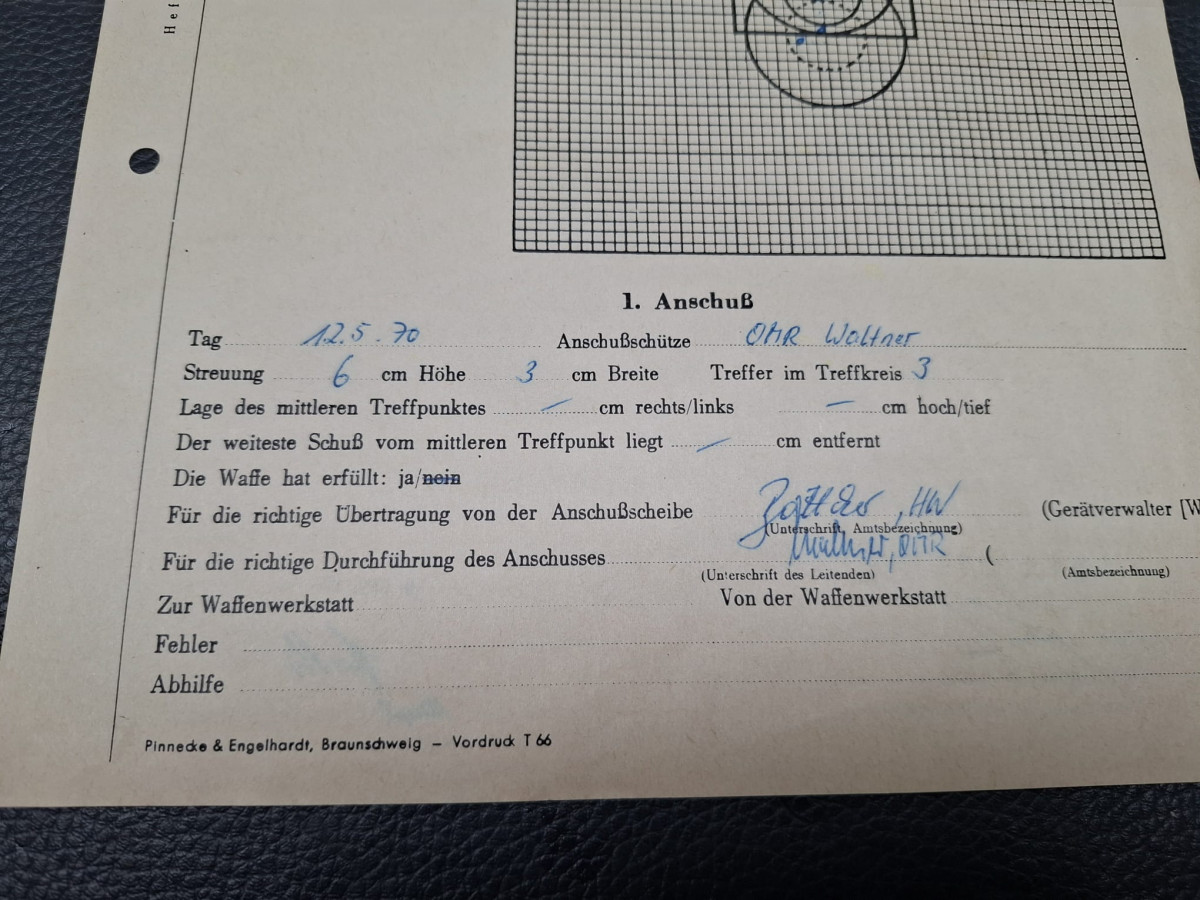 Hef
1. Anschuß
Tag 12.5.70 Anschußschütze OMR Waltner
Streuung 6 cm Höhe 3 cm Breite Treffer im Treffkreis 3
Lage des mittleren Treffpunktes – cm rechts/links – cm hoch/tief
Der weiteste Schuß vom mittleren Treffpunkt liegt – cm entfernt
Die Waffe hat erfüllt: ja/nein
Für die richtige Übertragung von der Anschußscheibe , HW (Gerätverwalter [W
(Unterschrift, Amtsbezeichnung)
Für die richtige Durchführung des Anschusses , OMR (
(Unterschrift des Leitenden) (Amtsbezeichnung)
Zur Waffenwerkstatt Von der Waffenwerkstatt
Fehler
Abhilfe
Pinnecke & Engelhardt, Braunschweig – Vordruck T 66